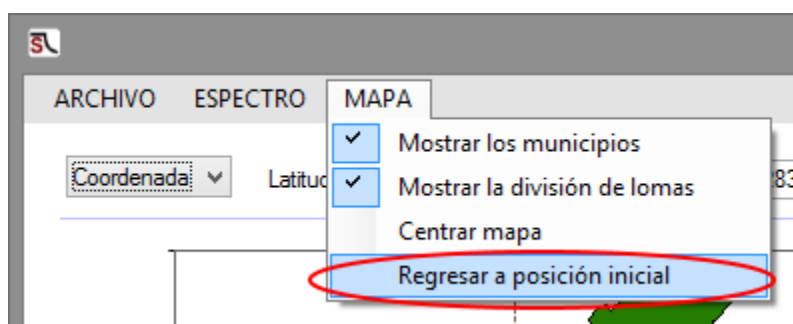 S
ARCHIVO ESPECTRO MAPA
Mostrar los municipios
Coordenada
Mostrar la división de lomas
Centrar mapa
Regresar a posición inicial